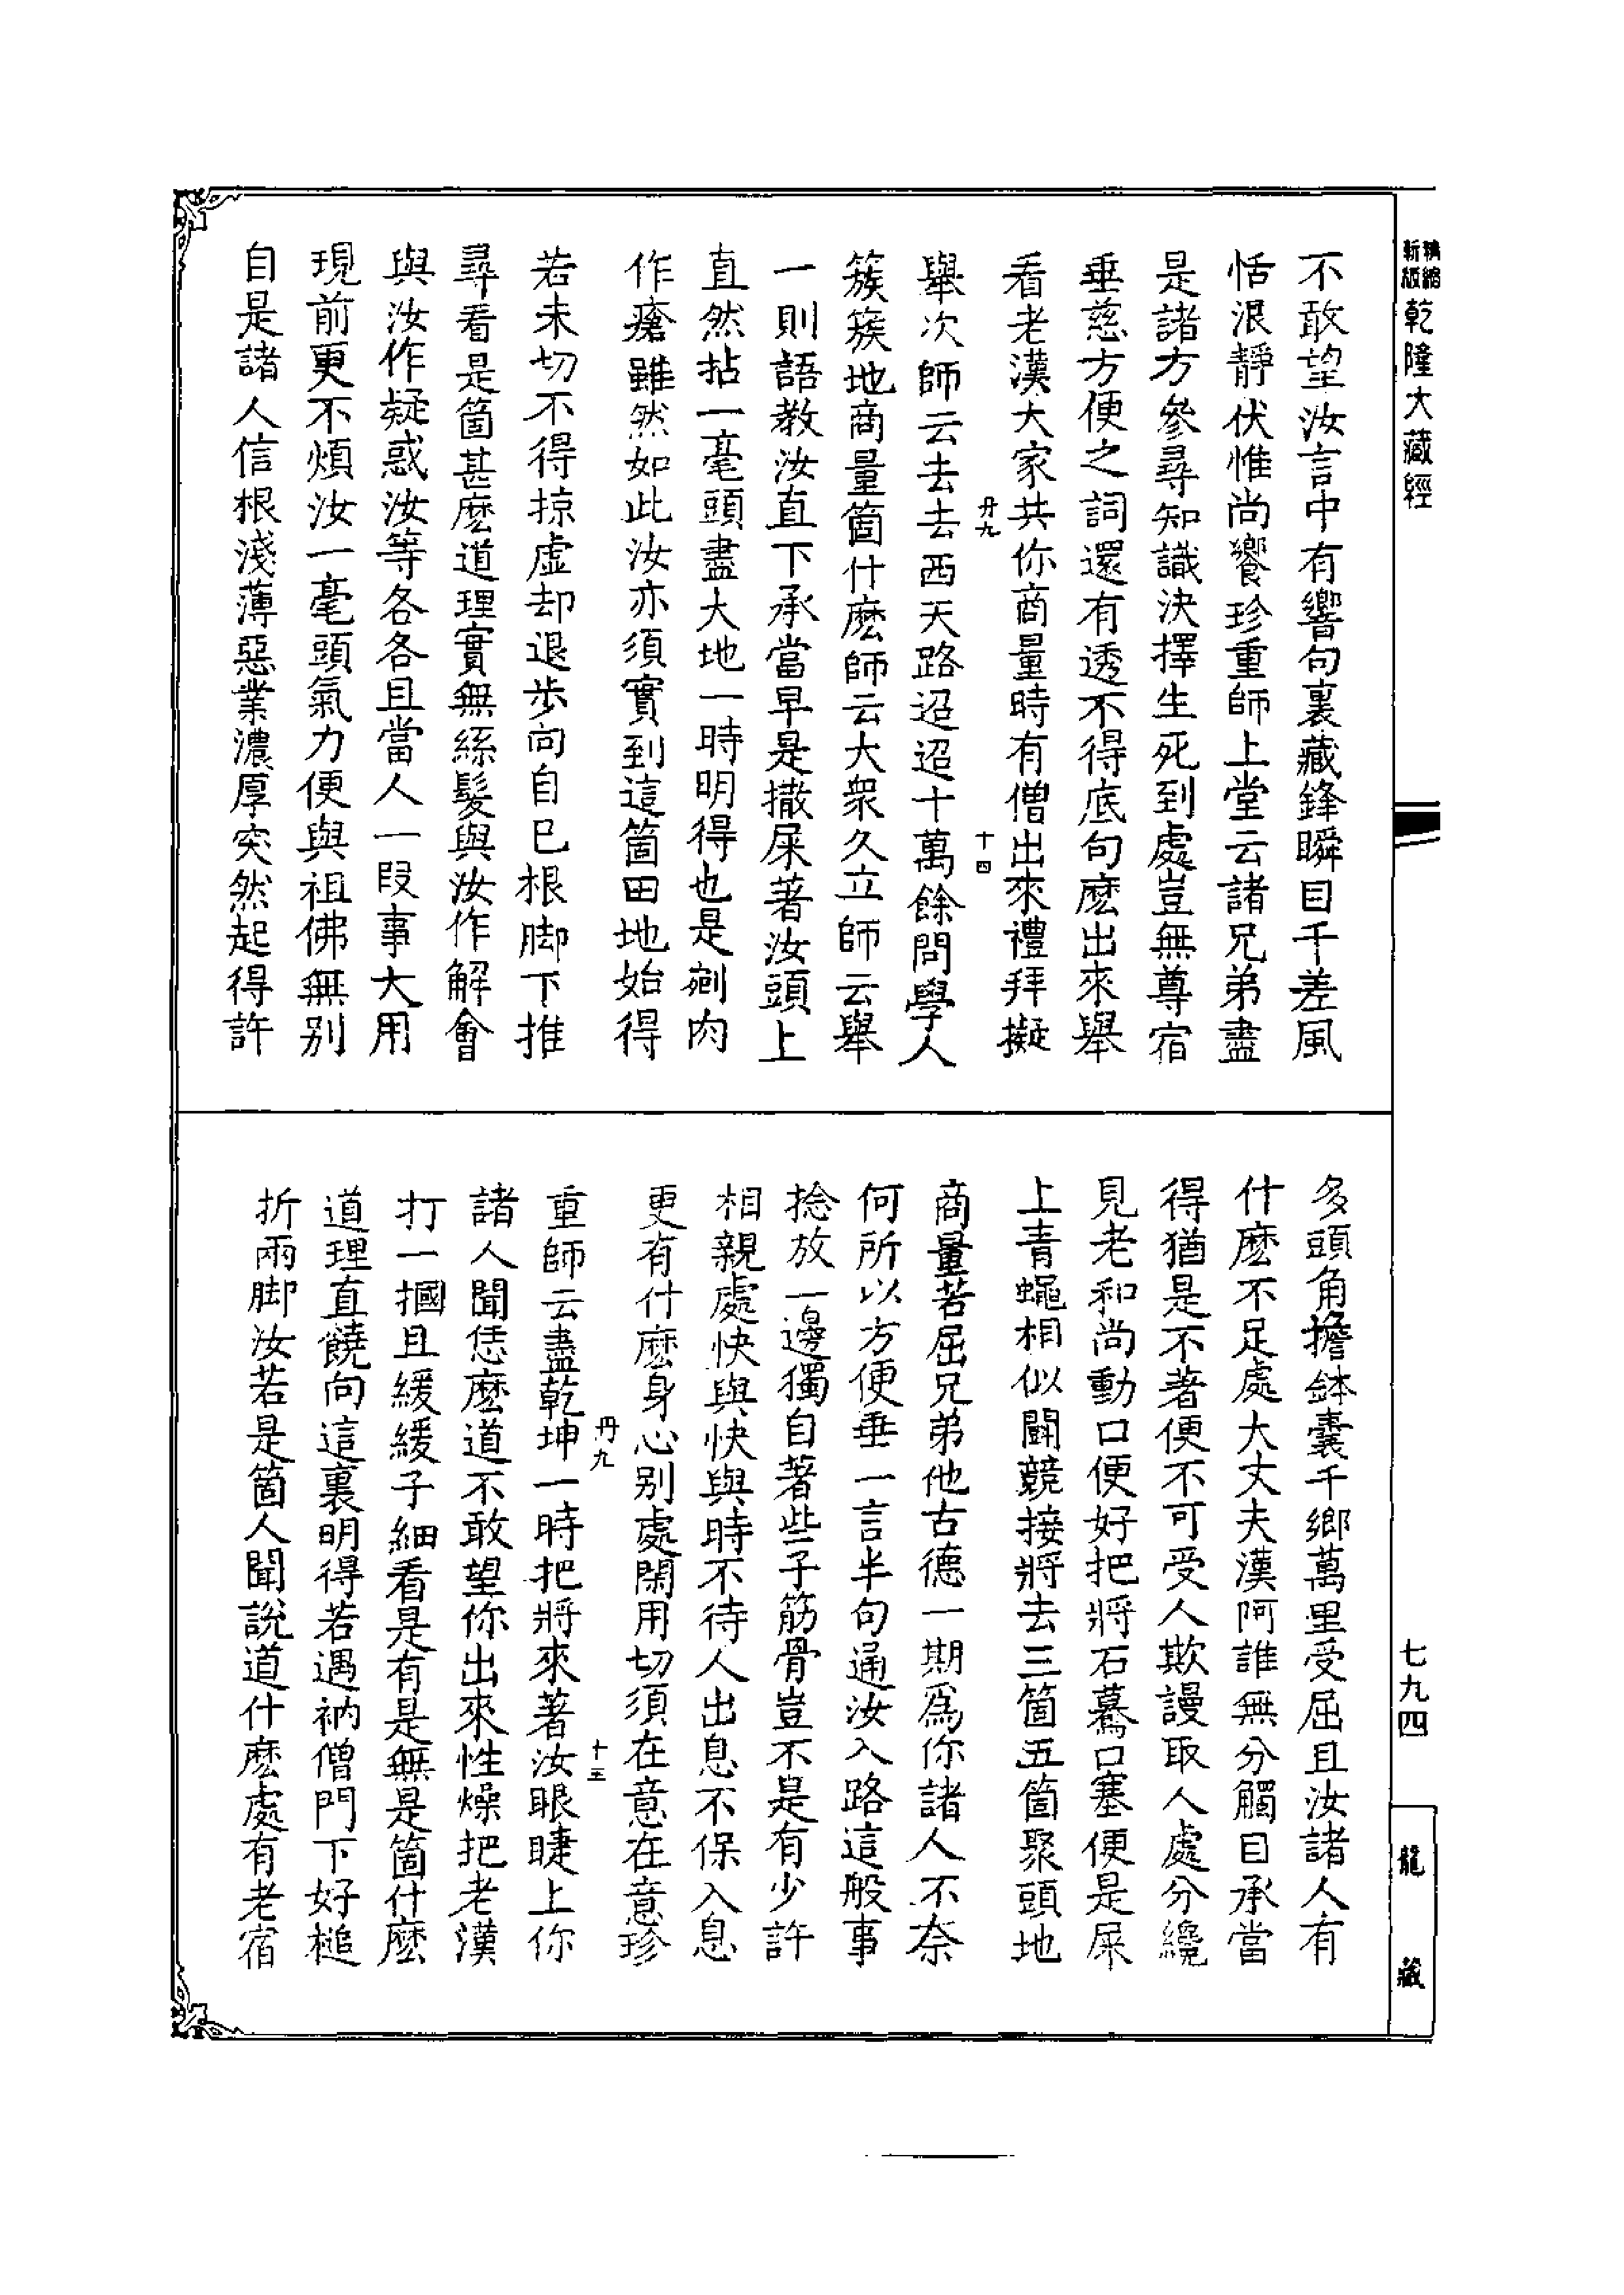 精縮
新版
乾隆大藏經
不敢望汝言中有響句裏藏鋒瞬目千差風
恬浪靜伏惟尚饗珍重師上堂云諸兄弟盡
是諸方參尋知識決擇生死到處豈無尊宿
垂慈方便之詞還有透不得底句麽出來舉
看老漢大家共你商量時有僧出來禮拜擬
丹九
十四
舉次師云去去西天路迢迢十萬餘問學人
簇簇地商量箇什麽師云大衆久立師云舉
一則語教汝直下承當早是撒屎著汝頭上
直然拈一毫頭盡大地一時明得也是剜肉
作瘡雖然如此汝亦須實到這箇田地始得
若未切不得掠虛却退步向自已根脚下推
尋看是箇甚麽道理實無絲髮與汝作解會
與汝作疑惑汝等各各且當人一段事大用
現前更不煩汝一毫頭氣力便與祖佛無別
自是諸人信根淺薄惡業濃厚突然起得許
多頭角擔鉢囊千鄉萬里受屈且汝諸人有
什麽不足處大丈夫漢阿誰無分觸目承當
得猶是不著便不可受人欺謾取人處分纔
見老和尚動口便好把將石驀口塞便是屎
上青蠅相似鬬競接將去三箇五箇聚頭地
商量若屈兄弟他古德一期爲你諸人不奈
何所以方便垂一言半句通汝入路這般事
捻放一邊獨自著些子筋骨豈不是有少許
相親處快與快與時不待人出息不保入息
更有什麽身心別處閑用切須在意在意珍
丹九
十五
重師云盡乾坤一時把將來著汝眼睫上你
諸人聞恁麽道不敢望你出來性燥把老漢
打一摑且緩緩子細看是有是無是箇什麽
道理直饒向這裏明得若遇衲僧門下好槌
折兩脚汝若是箇人聞說道什麽處有老宿
七九四
龍藏